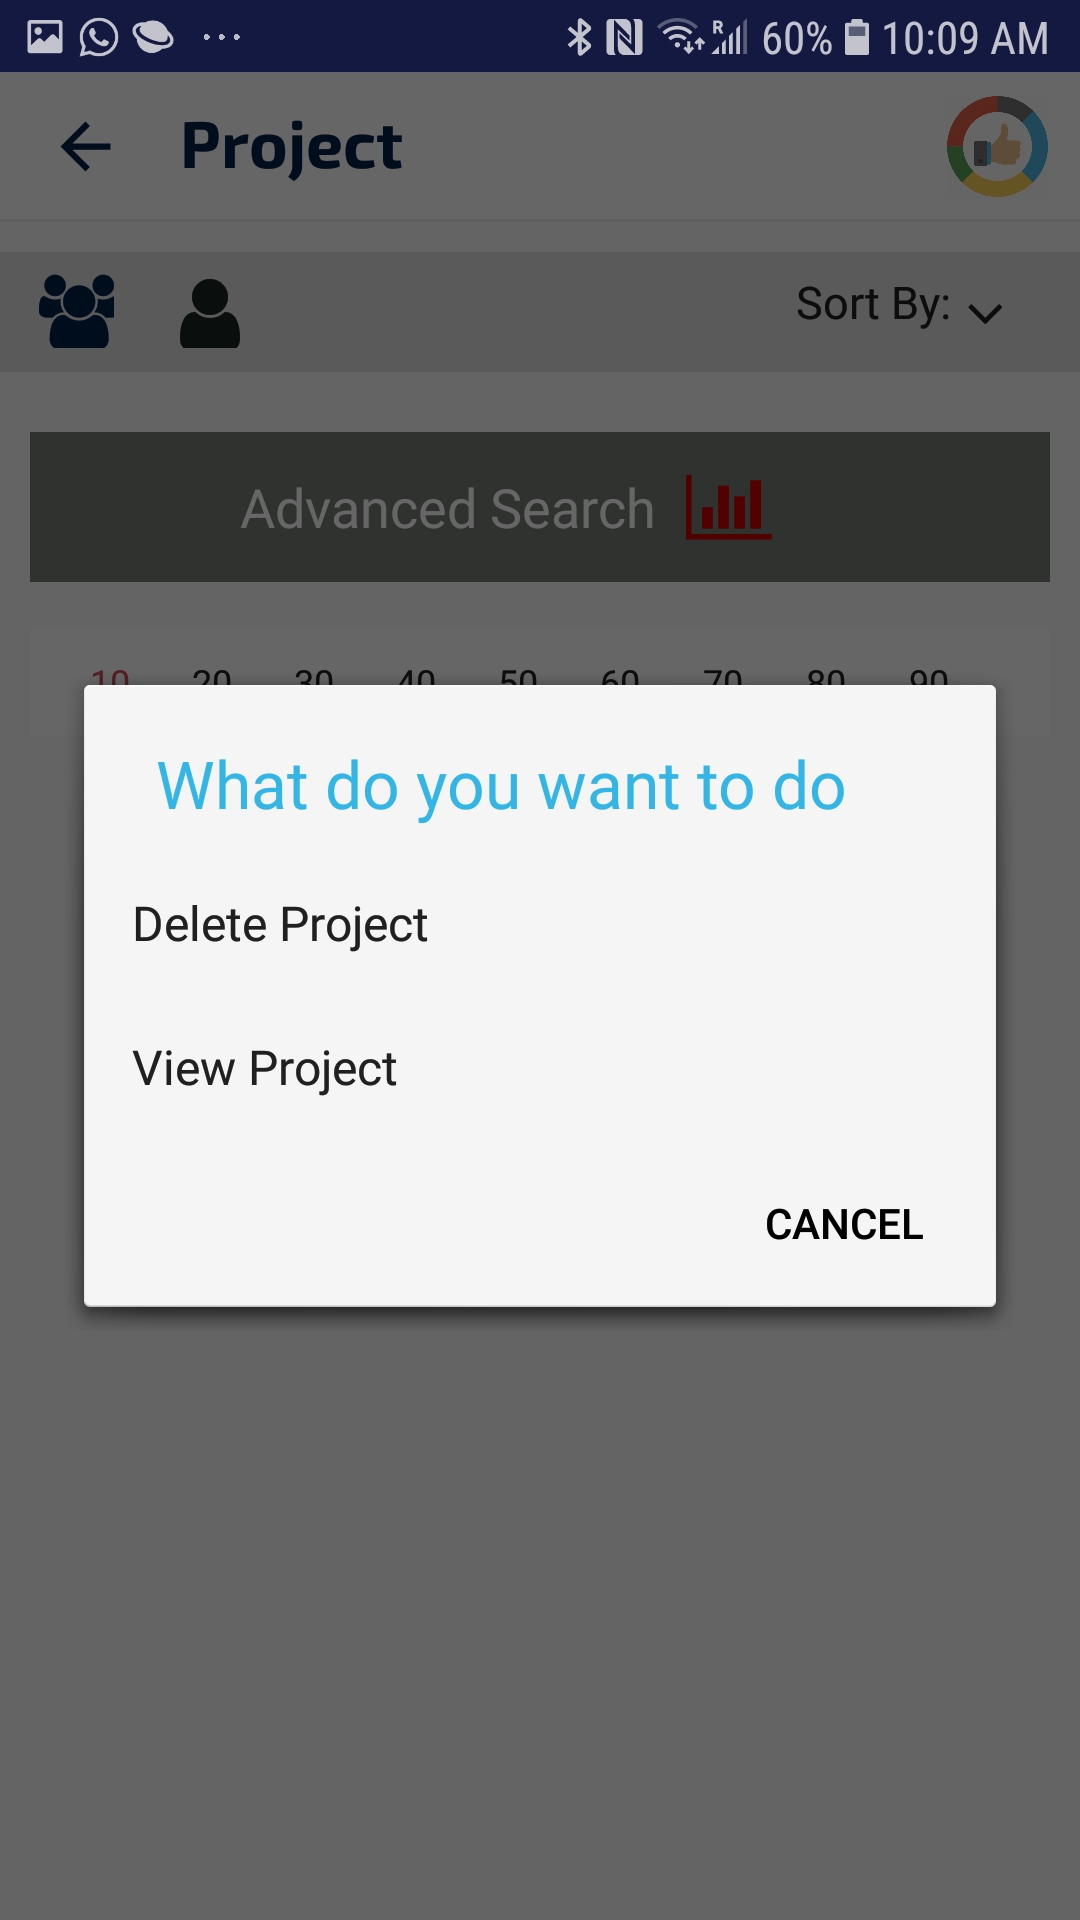 R 60% 10:09 AM
Project
Sort By:
Advanced Search
10 20 30 40 50 60 70 80 90
What do you want to do
Delete Project
View Project
CANCEL